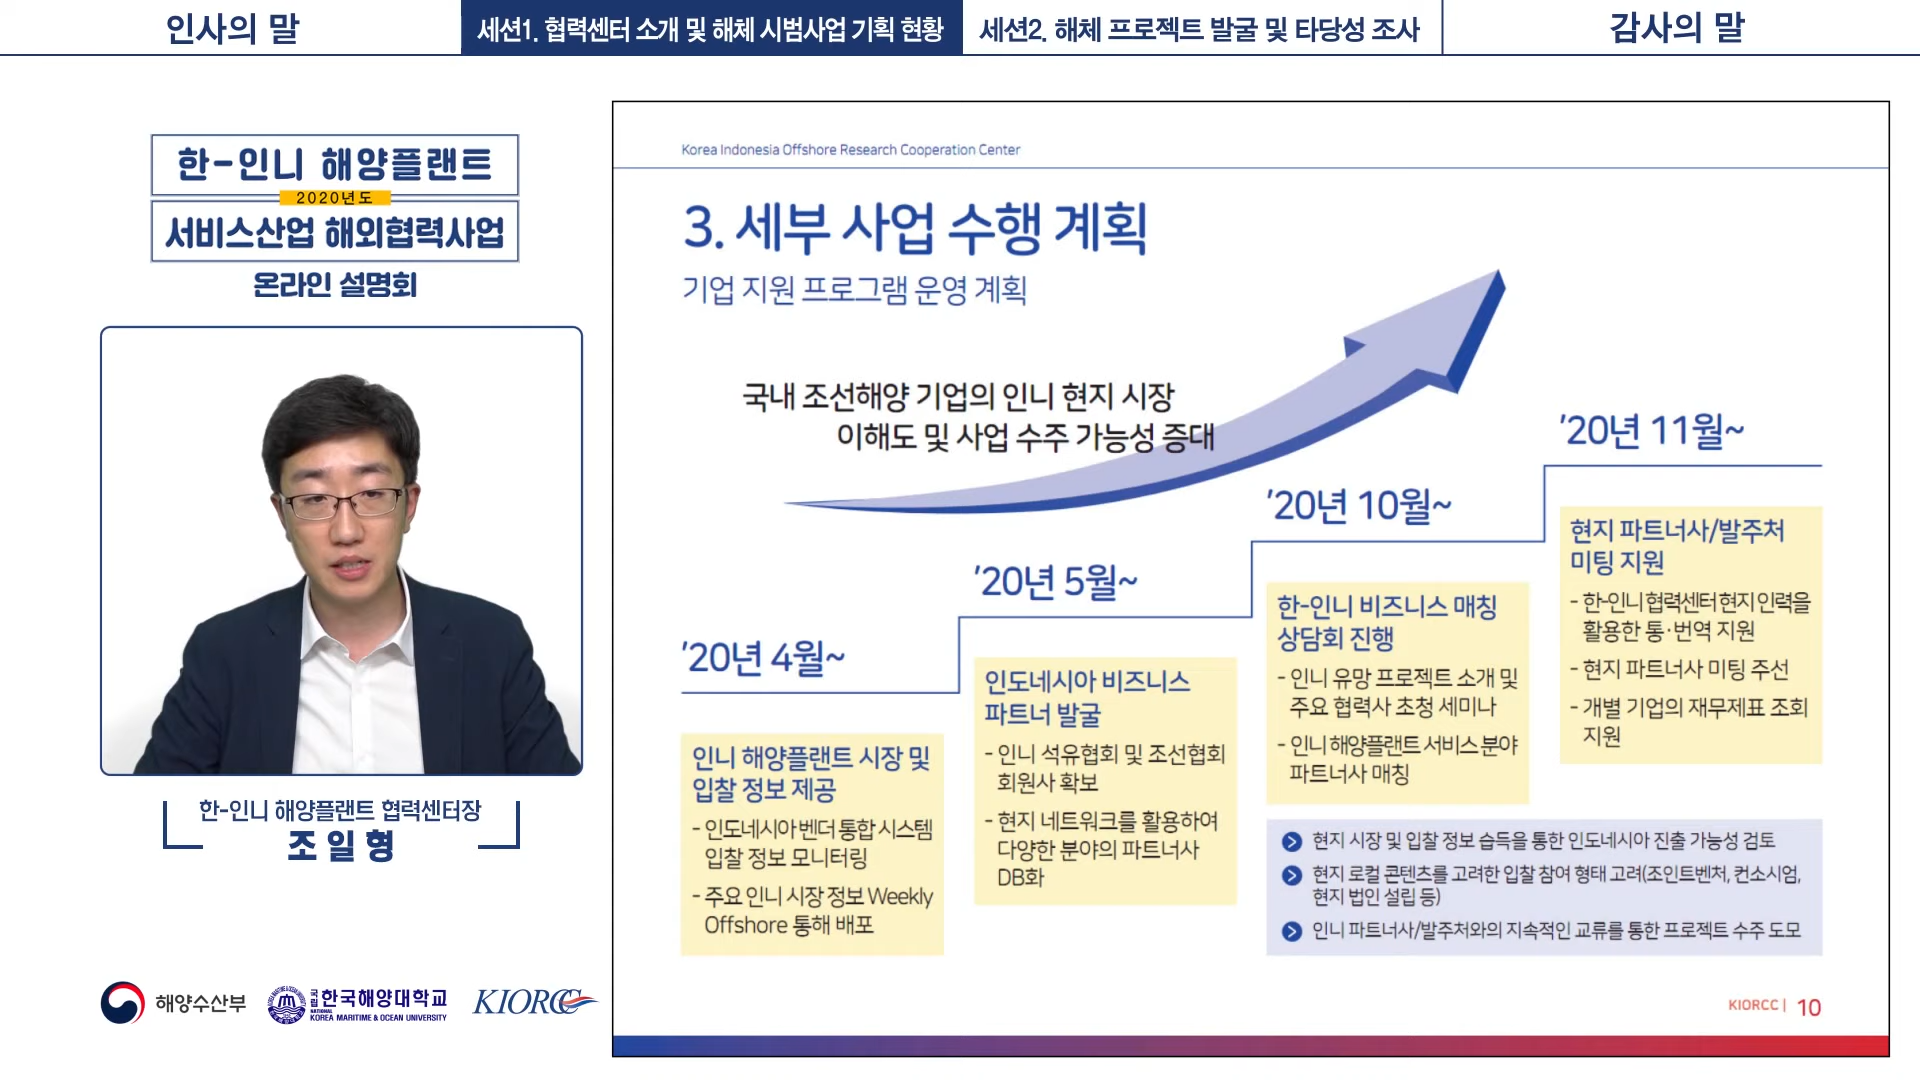 인사의 말
세션1. 협력센터 소개 및 해체 시범사업 기획 현황
세션2. 해체 프로젝트 발굴 및 타당성 조사
감사의 말
한-인니 해양플랜트
2020년도
서비스산업 해외협력사업
온라인 설명회
한-인니 해양플랜트 협력센터장
조일형
해양수산부
국립 한국해양대학교
NATIONAL KOREA MARITIME & OCEAN UNIVERSITY
KIORCC
Korea Indonesia Offshore Research Cooperation Center
3. 세부 사업 수행 계획
기업 지원 프로그램 운영 계획
국내 조선해양 기업의 인니 현지 시장
이해도 및 사업 수주 가능성 증대
'20년 4월~
인니 해양플랜트 시장 및
입찰 정보 제공
- 인도네시아 벤더 통합 시스템
입찰 정보 모니터링
- 주요 인니 시장 정보 Weekly
Offshore 통해 배포
'20년 5월~
인도네시아 비즈니스
파트너 발굴
- 인니 석유협회 및 조선협회
회원사 확보
- 현지 네트워크를 활용하여
다양한 분야의 파트너사
DB화
'20년 10월~
한-인니 비즈니스 매칭
상담회 진행
- 인니 유망 프로젝트 소개 및
주요 협력사 초청 세미나
- 인니 해양플랜트 서비스 분야
파트너사 매칭
'20년 11월~
현지 파트너사/발주처
미팅 지원
- 한-인니 협력센터 현지 인력을
활용한 통·번역 지원
- 현지 파트너사 미팅 주선
- 개별 기업의 재무제표 조회
지원
현지 시장 및 입찰 정보 습득을 통한 인도네시아 진출 가능성 검토
현지 로컬 콘텐츠를 고려한 입찰 참여 형태 고려(조인트벤처, 컨소시엄,
현지 법인 설립 등)
인니 파트너사/발주처와의 지속적인 교류를 통한 프로젝트 수주 도모
KIORCC | 10